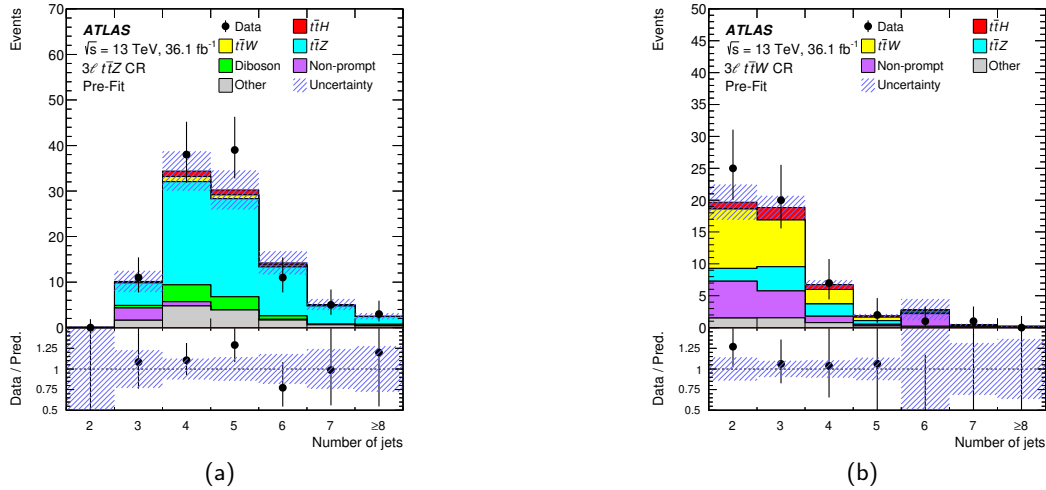 Events
70
60
50
40
30
20
10
0
ATLAS
√s = 13 TeV, 36.1 fb⁻¹
3ℓ tt̄Z CR
Pre-Fit
Data
tt̄H
tt̄W
tt̄Z
Diboson
Non-prompt
Other
Uncertainty
Data / Pred.
1.25
1
0.75
0.5
2 3 4 5 6 7 ≥8
Number of jets
(a)
Events
50
45
40
35
30
25
20
15
10
5
0
ATLAS
√s = 13 TeV, 36.1 fb⁻¹
3ℓ tt̄W CR
Pre-Fit
Data
tt̄H
tt̄W
tt̄Z
Non-prompt
Other
Uncertainty
Data / Pred.
1.25
1
0.75
0.5
2 3 4 5 6 7 ≥8
Number of jets
(b)